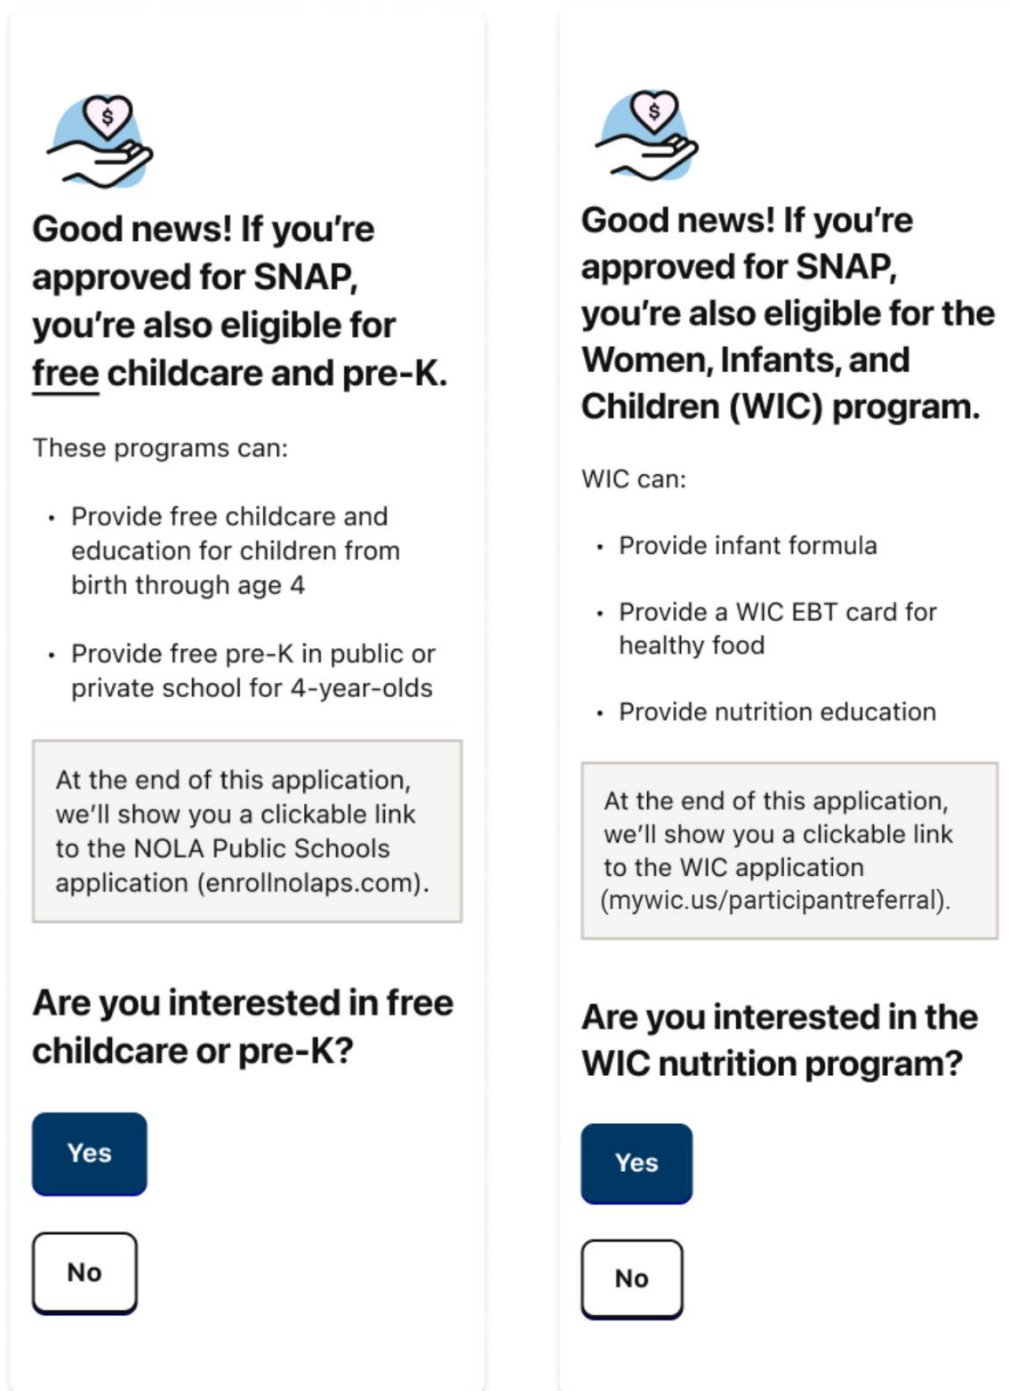 $
Good news! If you're
approved for SNAP,
you're also eligible for
free childcare and pre-K.
These programs can:
• Provide free childcare and
education for children from
birth through age 4
• Provide free pre-K in public or
private school for 4-year-olds
At the end of this application,
we'll show you a clickable link
to the NOLA Public Schools
application (enrollnolaps.com).
Are you interested in free
childcare or pre-K?
Yes
No
$
Good news! If you're
approved for SNAP,
you're also eligible for the
Women, Infants, and
Children (WIC) program.
WIC can:
• Provide infant formula
• Provide a WIC EBT card for
healthy food
• Provide nutrition education
At the end of this application,
we'll show you a clickable link
to the WIC application
(mywic.us/participantreferral).
Are you interested in the
WIC nutrition program?
Yes
No